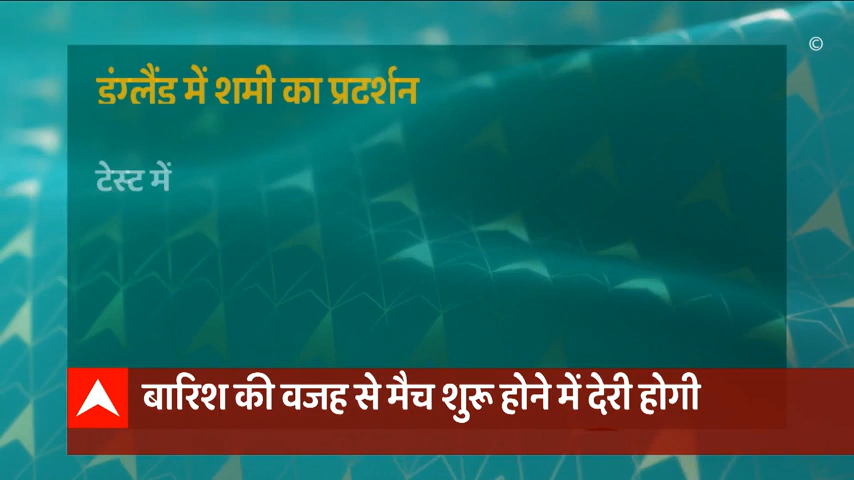 ©
इंग्लैंड में शमी का प्रदर्शन
टेस्ट में
बारिश की वजह से मैच शुरू होने में देरी होगी